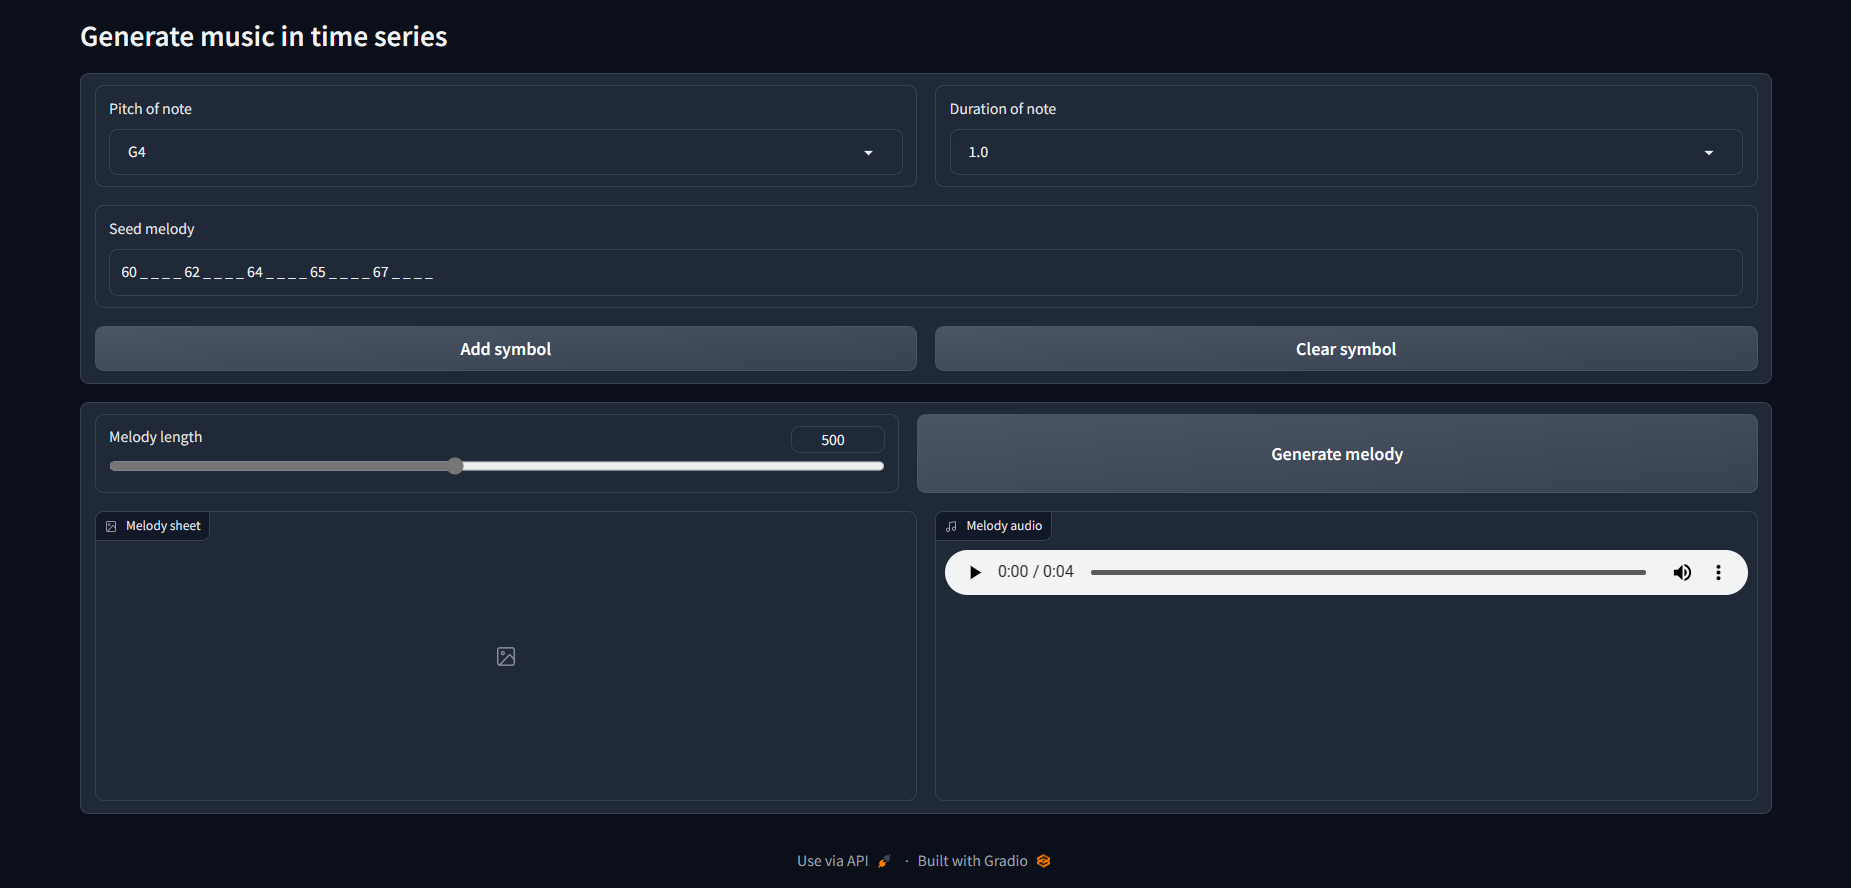 Generate music in time series
Pitch of note
Duration of note
G4
1.0
Seed melody
60 _ _ _ _ 62 _ _ _ _ 64 _ _ _ _ 65 _ _ _ _ 67 _ _ _ _
Add symbol
Clear symbol
Melody length
500
Generate melody
Melody sheet
Melody audio
0:00 / 0:04
Use via API · Built with Gradio